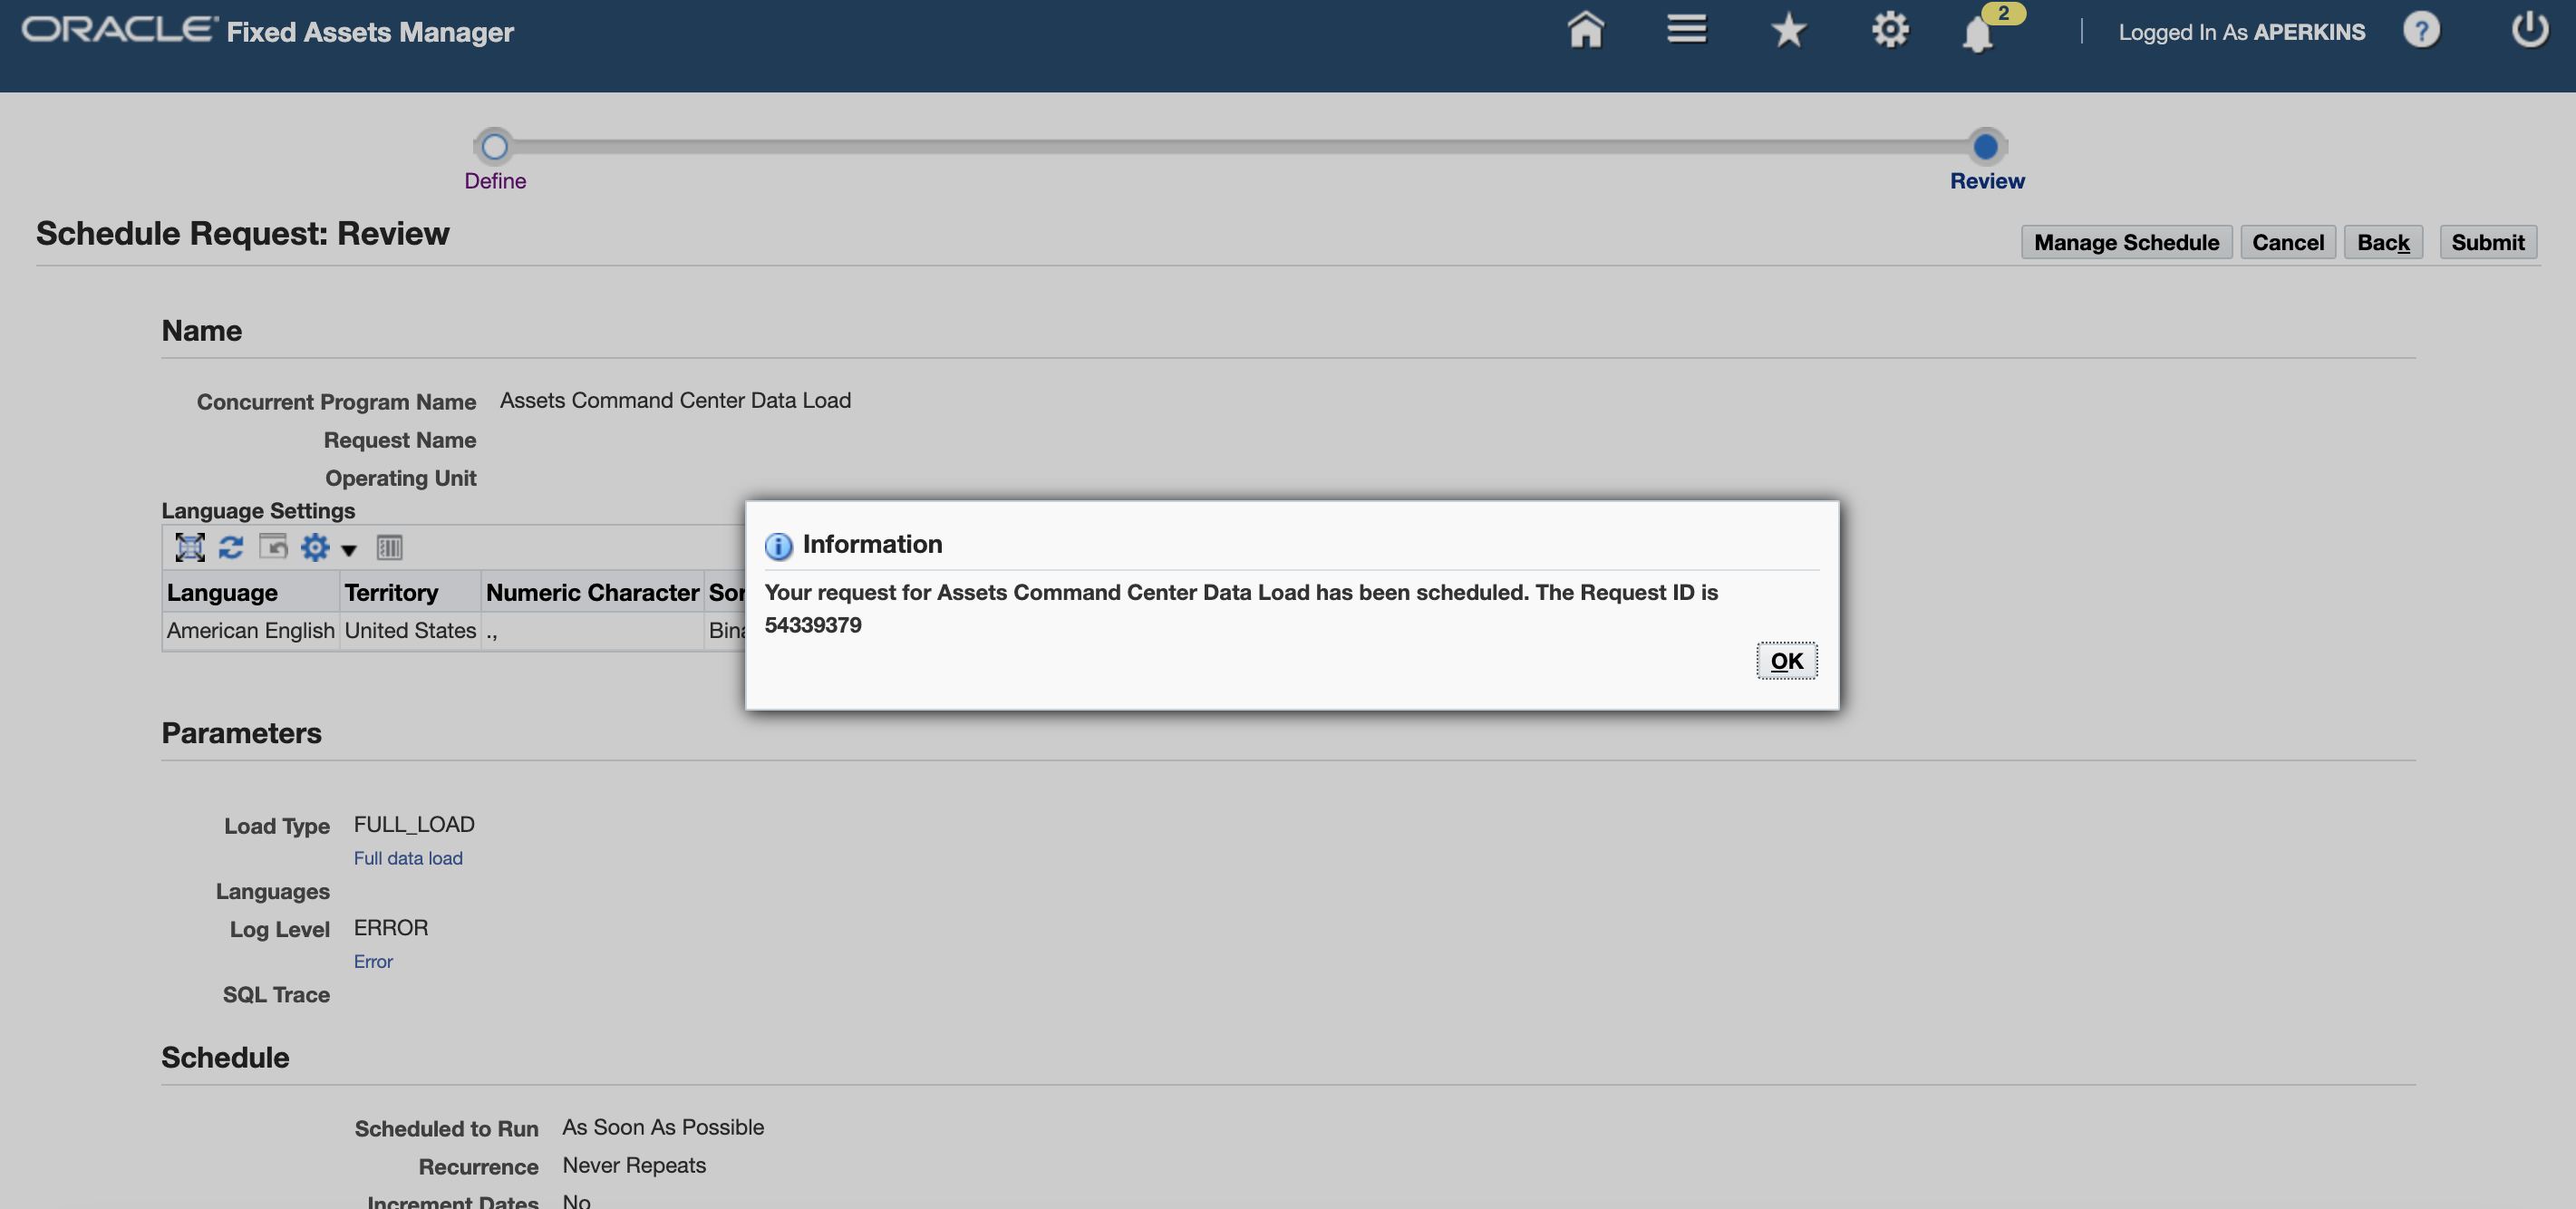 ORACLE Fixed Assets Manager
2
Logged In As APERKINS
?
Define
Review
Schedule Request: Review
Manage Schedule
Cancel
Back
Submit
Name
Concurrent Program Name Assets Command Center Data Load
Request Name
Operating Unit
Language Settings
Language Territory Numeric Character Sor
American English United States ., Bina
Information
Your request for Assets Command Center Data Load has been scheduled. The Request ID is
54339379
OK
Parameters
Load Type FULL_LOAD
Full data load
Languages
Log Level ERROR
Error
SQL Trace
Schedule
Scheduled to Run As Soon As Possible
Recurrence Never Repeats
Increment Dates No